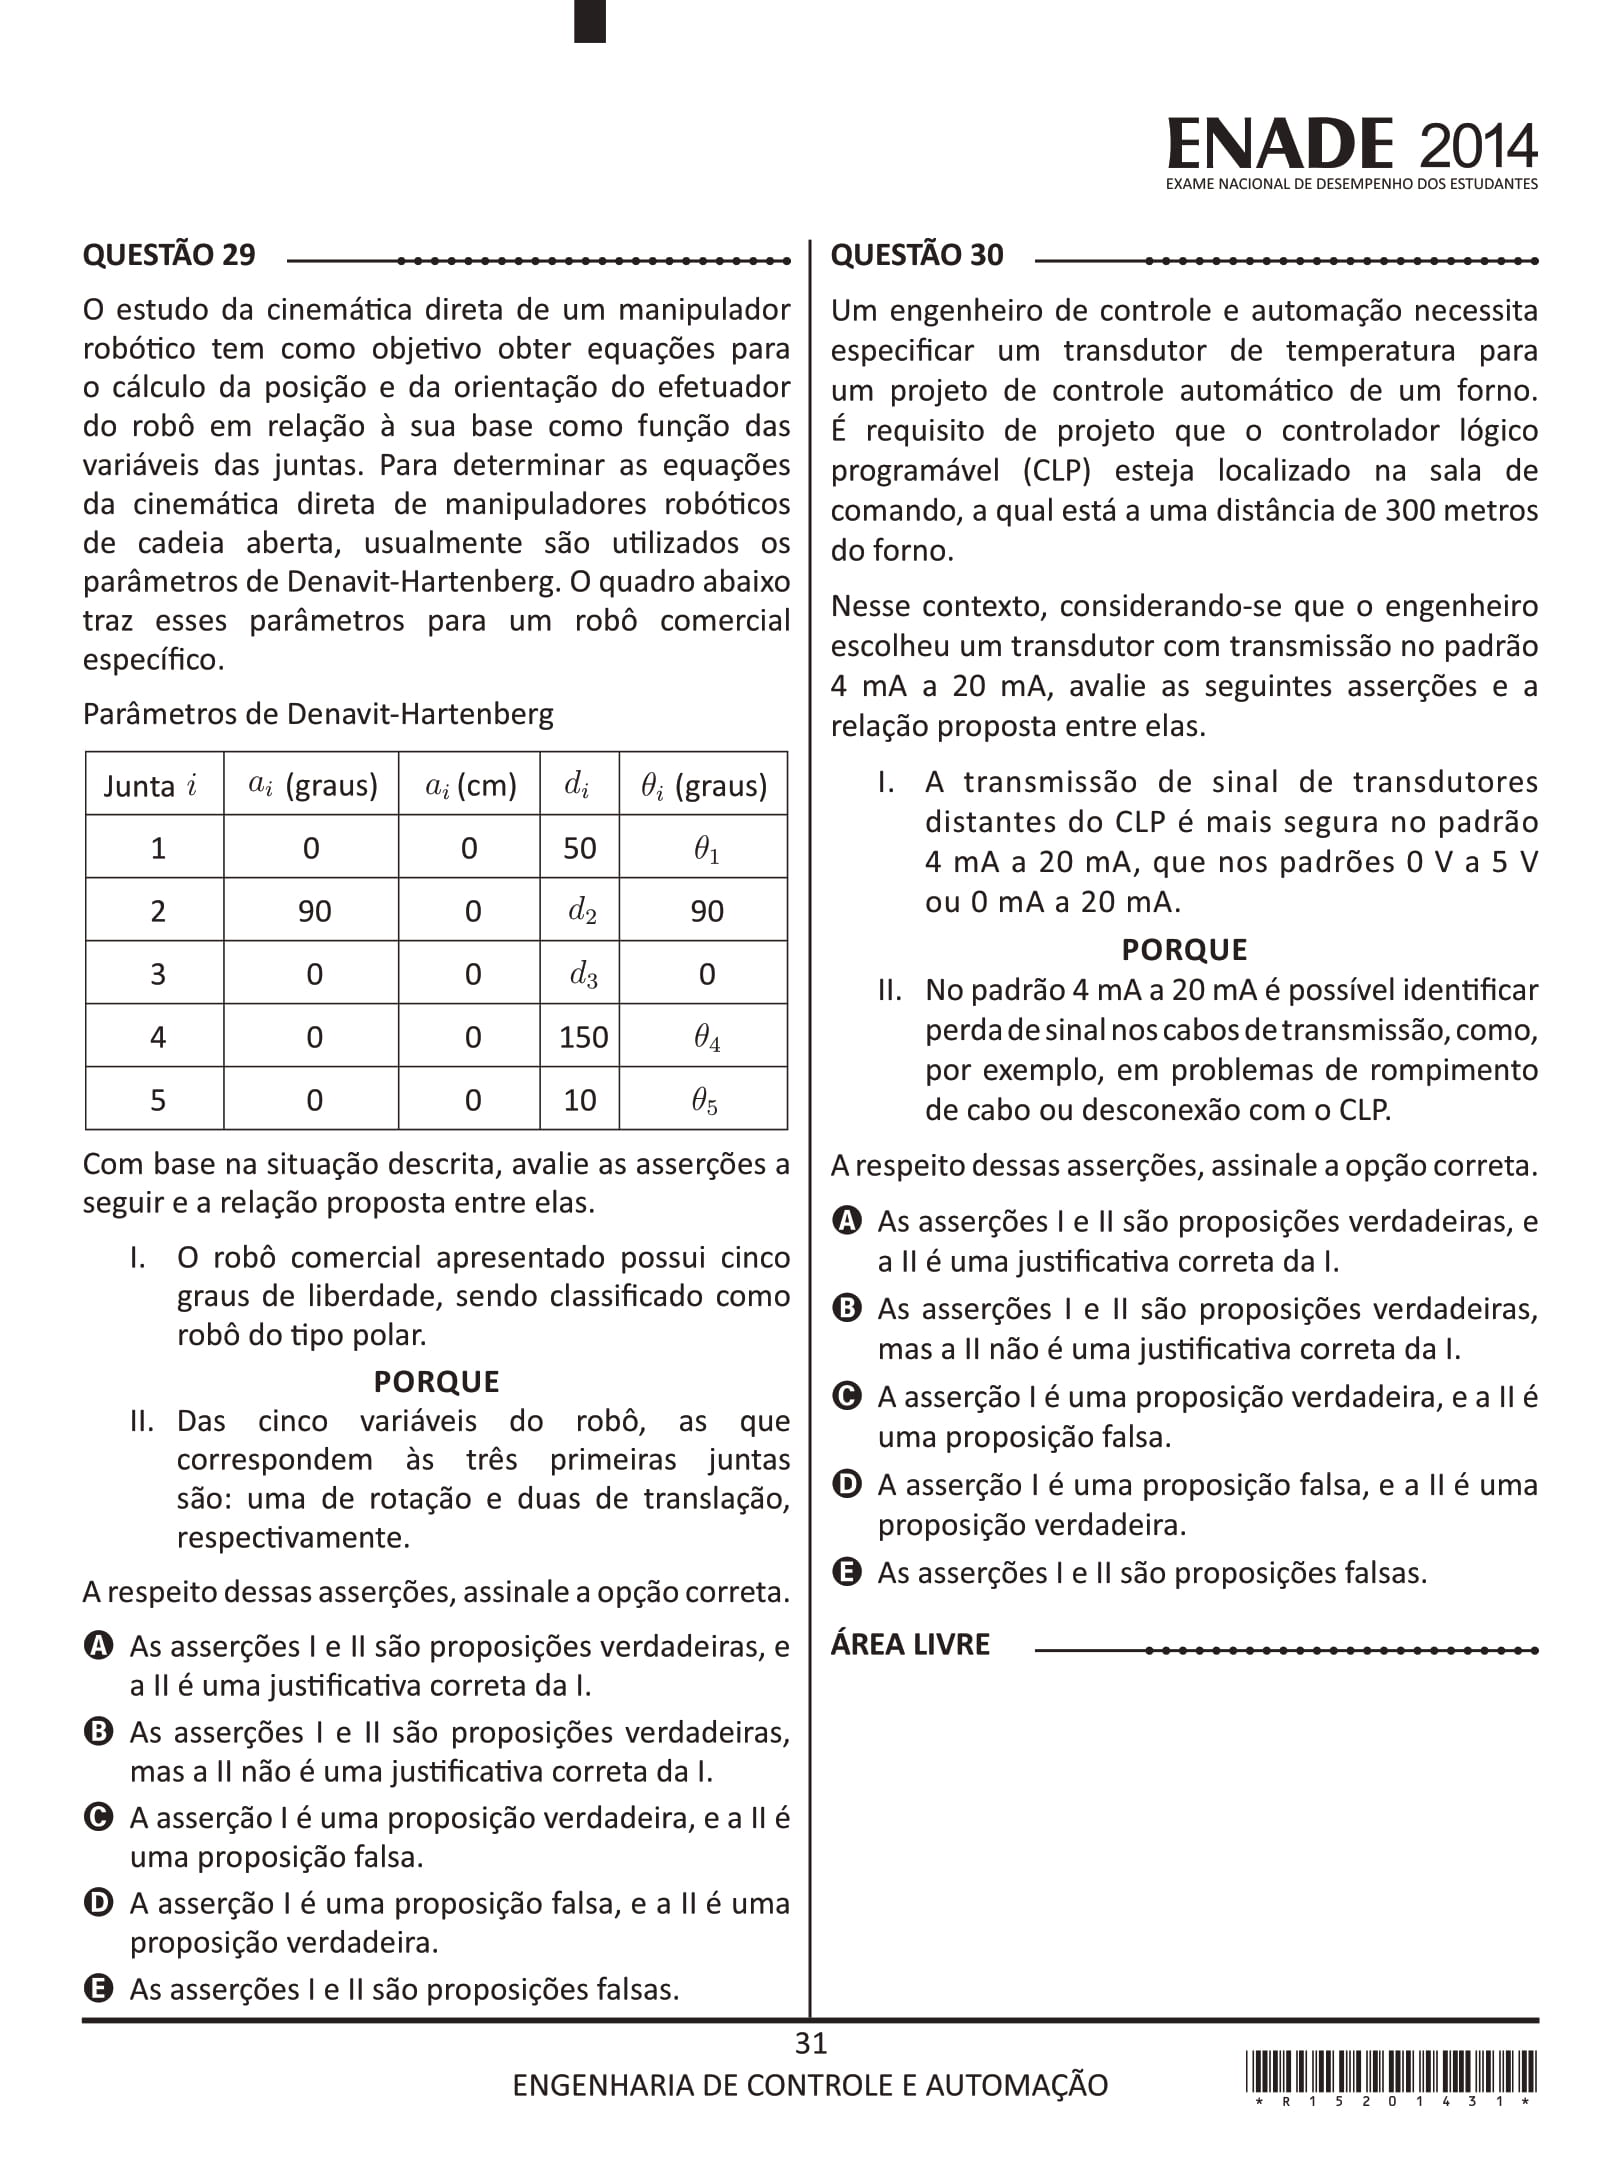 ENADE 2014
EXAME NACIONAL DE DESEMPENHO DOS ESTUDANTES
QUESTÃO 29
O estudo da cinemática direta de um manipulador
robótico tem como objetivo obter equações para
o cálculo da posição e da orientação do efetuador
do robô em relação à sua base como função das
variáveis das juntas. Para determinar as equações
da cinemática direta de manipuladores robóticos
de cadeia aberta, usualmente são utilizados os
parâmetros de Denavit-Hartenberg. O quadro abaixo
traz esses parâmetros para um robô comercial
específico.
Parâmetros de Denavit-Hartenberg
Junta i a_i (graus) a_i (cm) d_i θ_i (graus)
1 0 0 50 θ_1
2 90 0 d_2 90
3 0 0 d_3 0
4 0 0 150 θ_4
5 0 0 10 θ_5
Com base na situação descrita, avalie as asserções a
seguir e a relação proposta entre elas.
I. O robô comercial apresentado possui cinco
graus de liberdade, sendo classificado como
robô do tipo polar.
PORQUE
II. Das cinco variáveis do robô, as que
correspondem às três primeiras juntas
são: uma de rotação e duas de translação,
respectivamente.
A respeito dessas asserções, assinale a opção correta.
A As asserções I e II são proposições verdadeiras, e
a II é uma justificativa correta da I.
B As asserções I e II são proposições verdadeiras,
mas a II não é uma justificativa correta da I.
C A asserção I é uma proposição verdadeira, e a II é
uma proposição falsa.
D A asserção I é uma proposição falsa, e a II é uma
proposição verdadeira.
E As asserções I e II são proposições falsas.
QUESTÃO 30
Um engenheiro de controle e automação necessita
especificar um transdutor de temperatura para
um projeto de controle automático de um forno.
É requisito de projeto que o controlador lógico
programável (CLP) esteja localizado na sala de
comando, a qual está a uma distância de 300 metros
do forno.
Nesse contexto, considerando-se que o engenheiro
escolheu um transdutor com transmissão no padrão
4 mA a 20 mA, avalie as seguintes asserções e a
relação proposta entre elas.
I. A transmissão de sinal de transdutores
distantes do CLP é mais segura no padrão
4 mA a 20 mA, que nos padrões 0 V a 5 V
ou 0 mA a 20 mA.
PORQUE
II. No padrão 4 mA a 20 mA é possível identificar
perda de sinal nos cabos de transmissão, como,
por exemplo, em problemas de rompimento
de cabo ou desconexão com o CLP.
A respeito dessas asserções, assinale a opção correta.
A As asserções I e II são proposições verdadeiras, e
a II é uma justificativa correta da I.
B As asserções I e II são proposições verdadeiras,
mas a II não é uma justificativa correta da I.
C A asserção I é uma proposição verdadeira, e a II é
uma proposição falsa.
D A asserção I é uma proposição falsa, e a II é uma
proposição verdadeira.
E As asserções I e II são proposições falsas.
ÁREA LIVRE
31
ENGENHARIA DE CONTROLE E AUTOMAÇÃO
* R 1 5 2 0 1 4 3 1 *